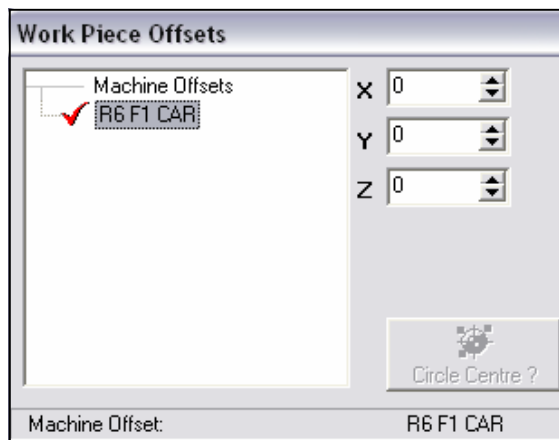 Work Piece Offsets
Machine Offsets
R6 F1 CAR
X 0
Y 0
Z 0
Circle Centre ?
Machine Offset: R6 F1 CAR